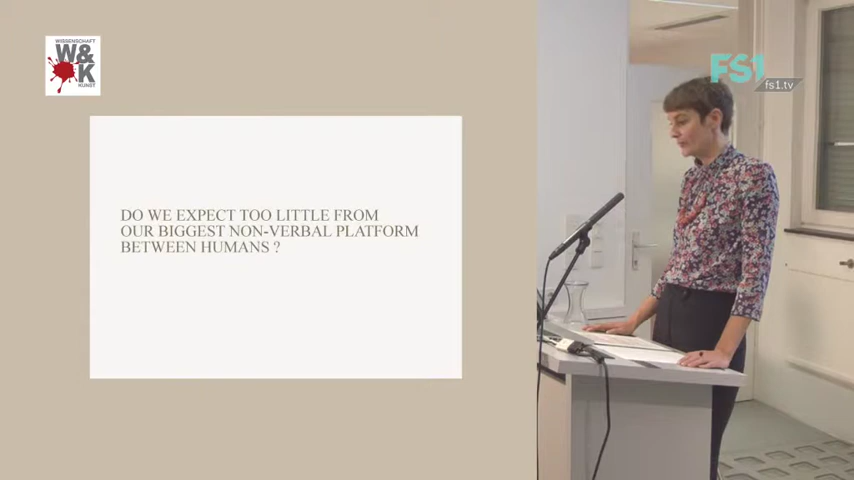 WISSENSCHAFT
W&
K
KUNST
FS1
fs1.tv
DO WE EXPECT TOO LITTLE FROM
OUR BIGGEST NON-VERBAL PLATFORM
BETWEEN HUMANS ?